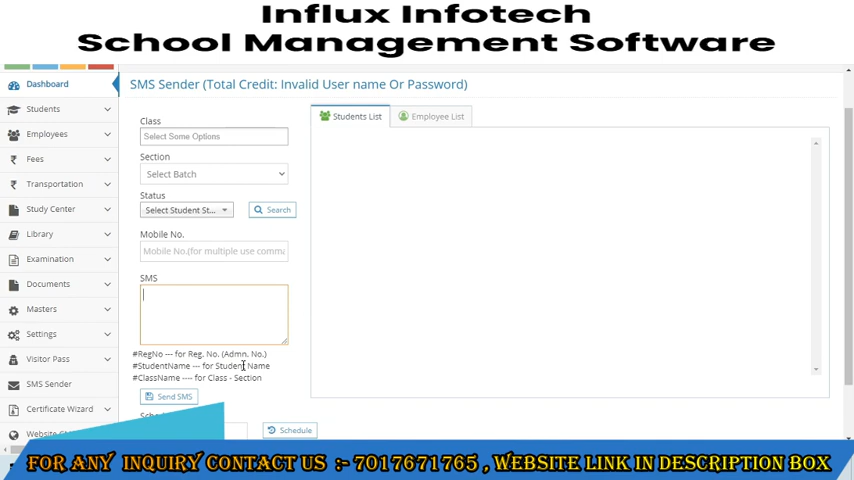 Influx Infotech
School Management Software
Dashboard
Students
Employees
Fees
Transportation
Study Center
Library
Examination
Documents
Masters
Settings
Visitor Pass
SMS Sender
Certificate Wizard
SMS Sender (Total Credit: Invalid User name Or Password)
Class
Select Some Options
Section
Select Batch
Status
Select Student St...
Search
Mobile No.
Mobile No.(for multiple use commu
SMS
#RegNo --- for Reg. No. (Admn. No.)
#StudentName --- for Student Name
#ClassName ---- for Class - Section
Send SMS
Schedule
Students List
Employee List
FOR ANY INQUIRY CONTACT US :- 7017671765 , WEBSITE LINK IN DESCRIPTION BOX